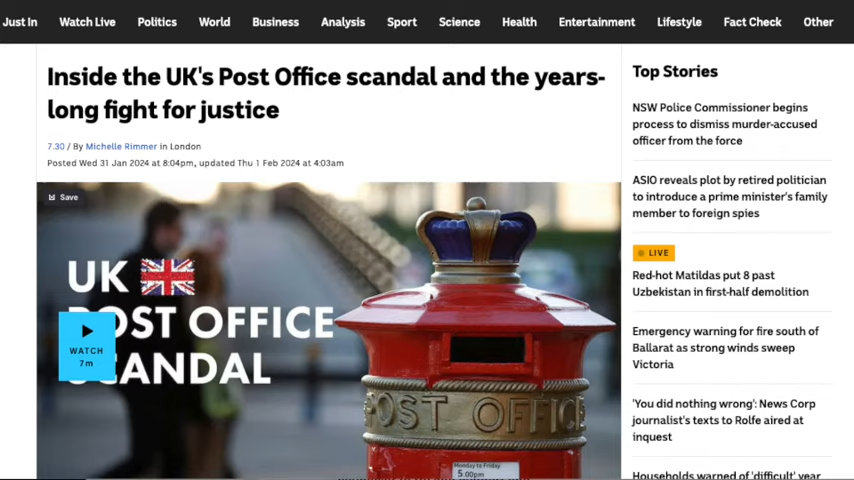 Just In Watch Live Politics World Business Analysis Sport Science Health Entertainment Lifestyle Fact Check Other
Inside the UK's Post Office scandal and the years-
long fight for justice
7.30 / By Michelle Rimmer in London
Posted Wed 31 Jan 2024 at 8:04pm, updated Thu 1 Feb 2024 at 4:03am
Save
UK
POST OFFICE
SCANDAL
WATCH
7m
POST OFFICE
Monday to Friday
5.00pm
Top Stories
NSW Police Commissioner begins
process to dismiss murder-accused
officer from the force
ASIO reveals plot by retired politician
to introduce a prime minister's family
member to foreign spies
LIVE
Red-hot Matildas put 8 past
Uzbekistan in first-half demolition
Emergency warning for fire south of
Ballarat as strong winds sweep
Victoria
'You did nothing wrong': News Corp
journalist's texts to Rolfe aired at
inquest
Households warned of 'difficult' year